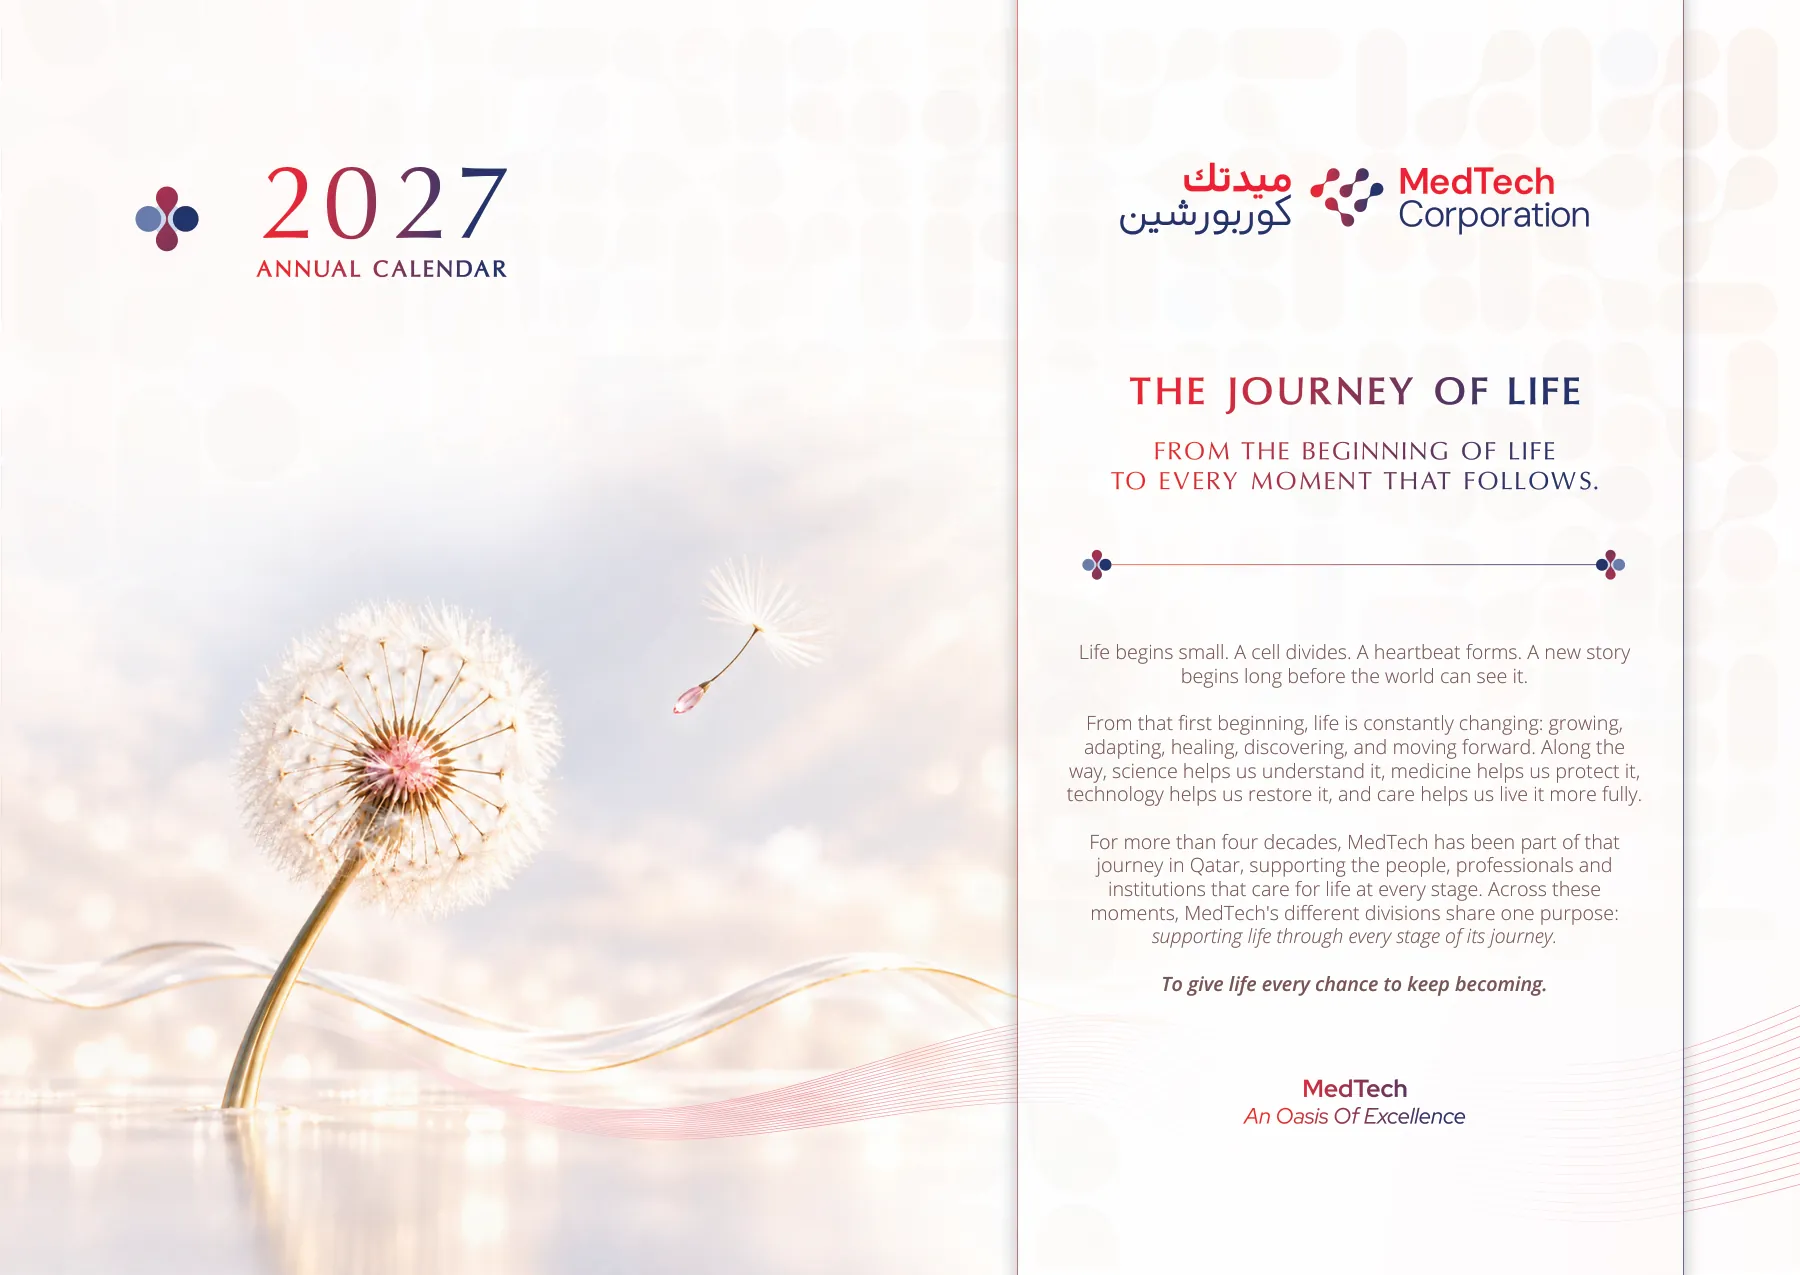 2027
ANNUAL CALENDAR
ميدتك
كوربورشين
MedTech
Corporation
THE JOURNEY OF LIFE
FROM THE BEGINNING OF LIFE
TO EVERY MOMENT THAT FOLLOWS.
Life begins small. A cell divides. A heartbeat forms. A new story
begins long before the world can see it.
From that first beginning, life is constantly changing: growing,
adapting, healing, discovering, and moving forward. Along the
way, science helps us understand it, medicine helps us protect it,
technology helps us restore it, and care helps us live it more fully.
For more than four decades, MedTech has been part of that
journey in Qatar, supporting the people, professionals and
institutions that care for life at every stage. Across these
moments, MedTech's different divisions share one purpose:
supporting life through every stage of its journey.
To give life every chance to keep becoming.
MedTech
An Oasis Of Excellence